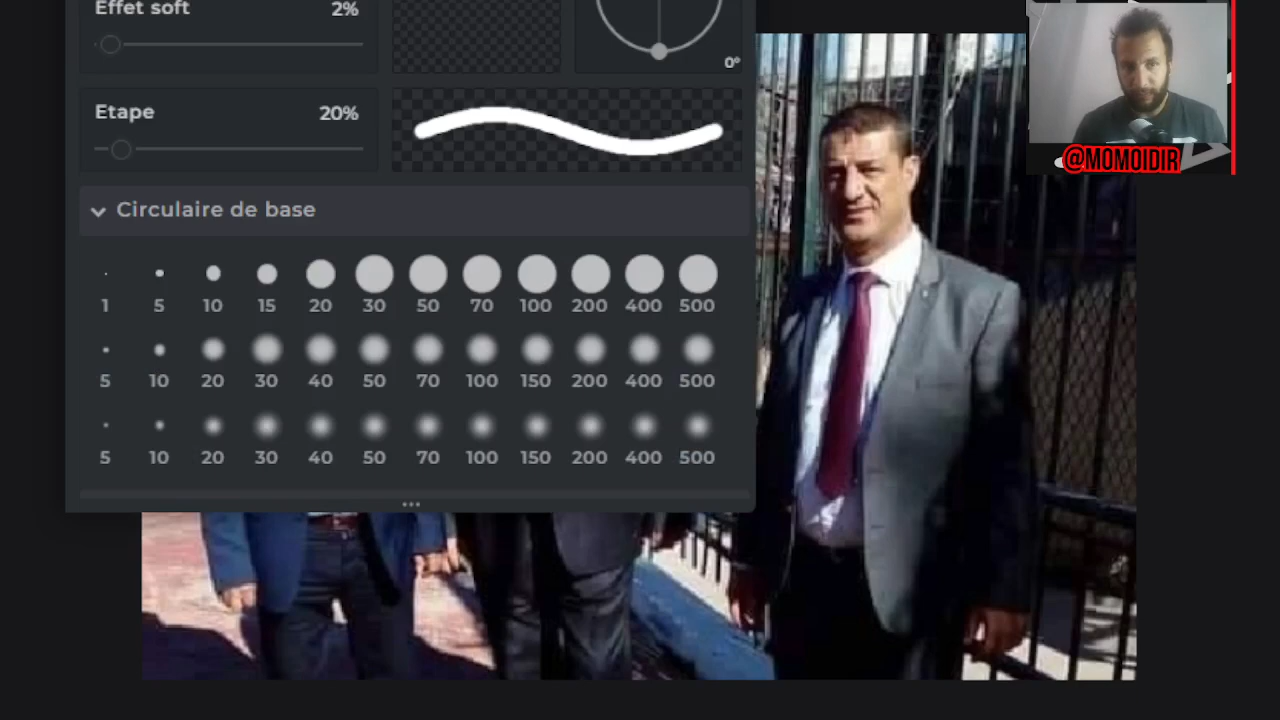 Effet soft 2%
0°
Etape 20%
Circulaire de base
1 5 10 15 20 30 50 70 100 200 400 500
5 10 20 30 40 50 70 100 150 200 400 500
5 10 20 30 40 50 70 100 150 200 400 500
@MOMOIDIR